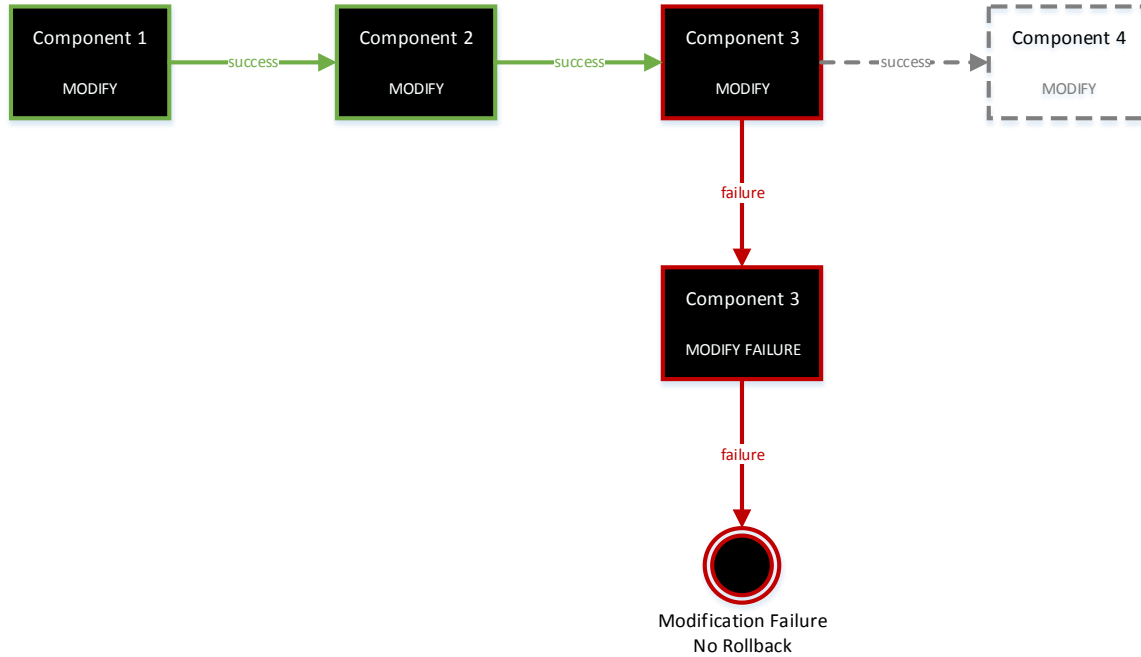 Component 1
MODIFY
success
Component 2
MODIFY
success
Component 3
MODIFY
success
Component 4
MODIFY
failure
Component 3
MODIFY FAILURE
failure
Modification Failure
No Rollback